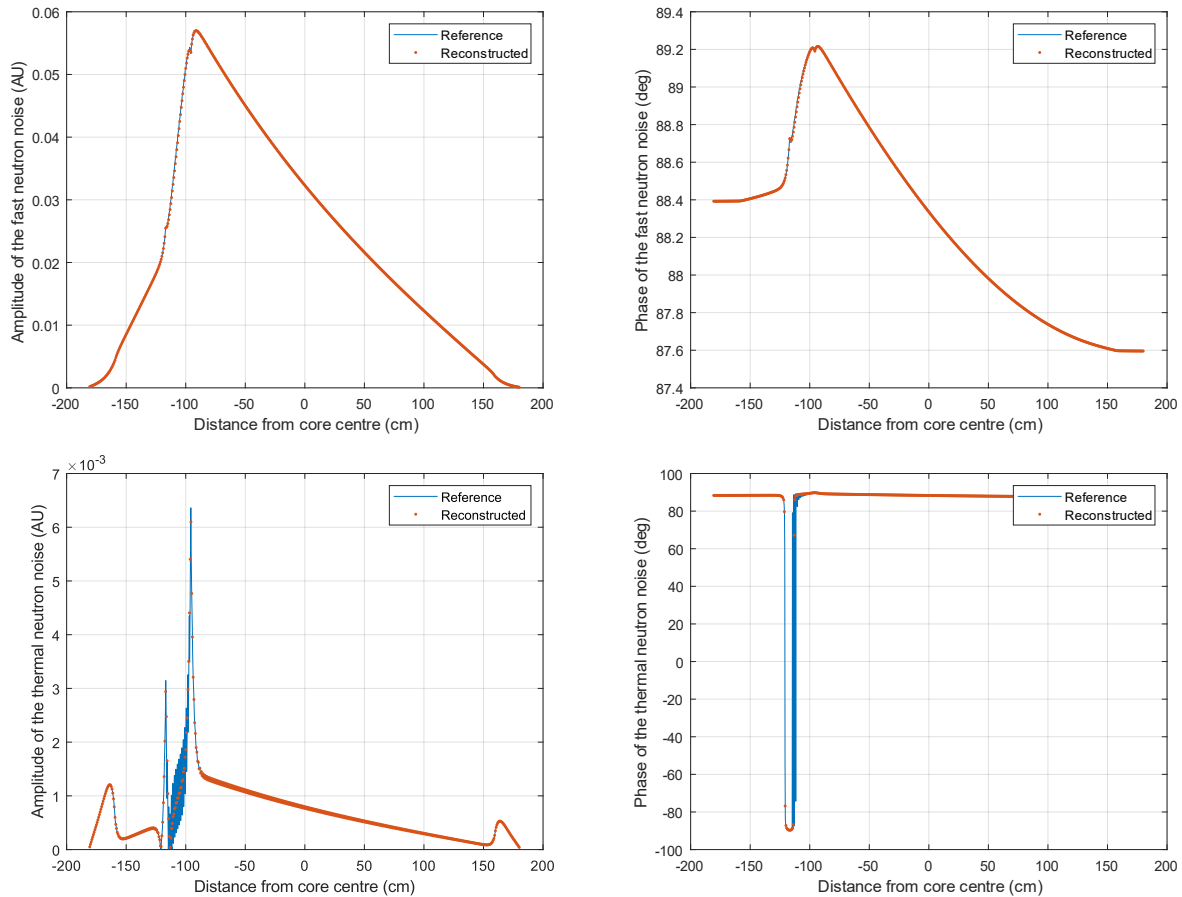 Amplitude of the fast neutron noise (AU)
0.06
0.05
0.04
0.03
0.02
0.01
0
-200 -150 -100 -50 0 50 100 150 200
Distance from core centre (cm)
Reference
Reconstructed
Phase of the fast neutron noise (deg)
89.4
89.2
89
88.8
88.6
88.4
88.2
88
87.8
87.6
87.4
-200 -150 -100 -50 0 50 100 150 200
Distance from core centre (cm)
Reference
Reconstructed
Amplitude of the thermal neutron noise (AU)
×10⁻³
7
6
5
4
3
2
1
0
-200 -150 -100 -50 0 50 100 150 200
Distance from core centre (cm)
Reference
Reconstructed
Phase of the thermal neutron noise (deg)
100
80
60
40
20
0
-20
-40
-60
-80
-100
-200 -150 -100 -50 0 50 100 150 200
Distance from core centre (cm)
Reference
Reconstructed